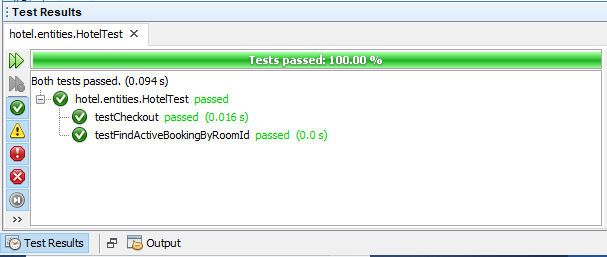 Test Results
hotel.entities.HotelTest
Tests passed: 100.00 %
Both tests passed. (0.094 s)
hotel.entities.HotelTest passed
testCheckout passed (0.016 s)
testFindActiveBookingByRoomId passed (0.0 s)
>>
Test Results Output